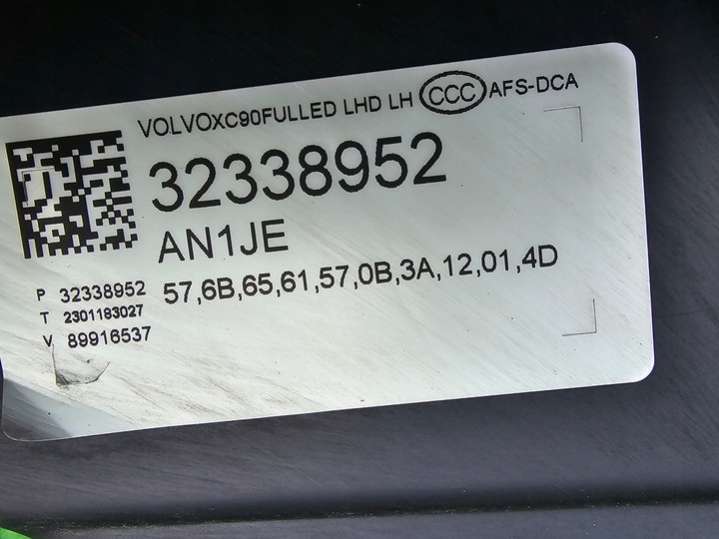 VOLVOXC90FULLED LHD LH CCC AFS-DCA
32338952
AN1JE
57,6B,65,61,57,0B,3A,12,01,4D
P 32338952
T 2301183027
V 89916537